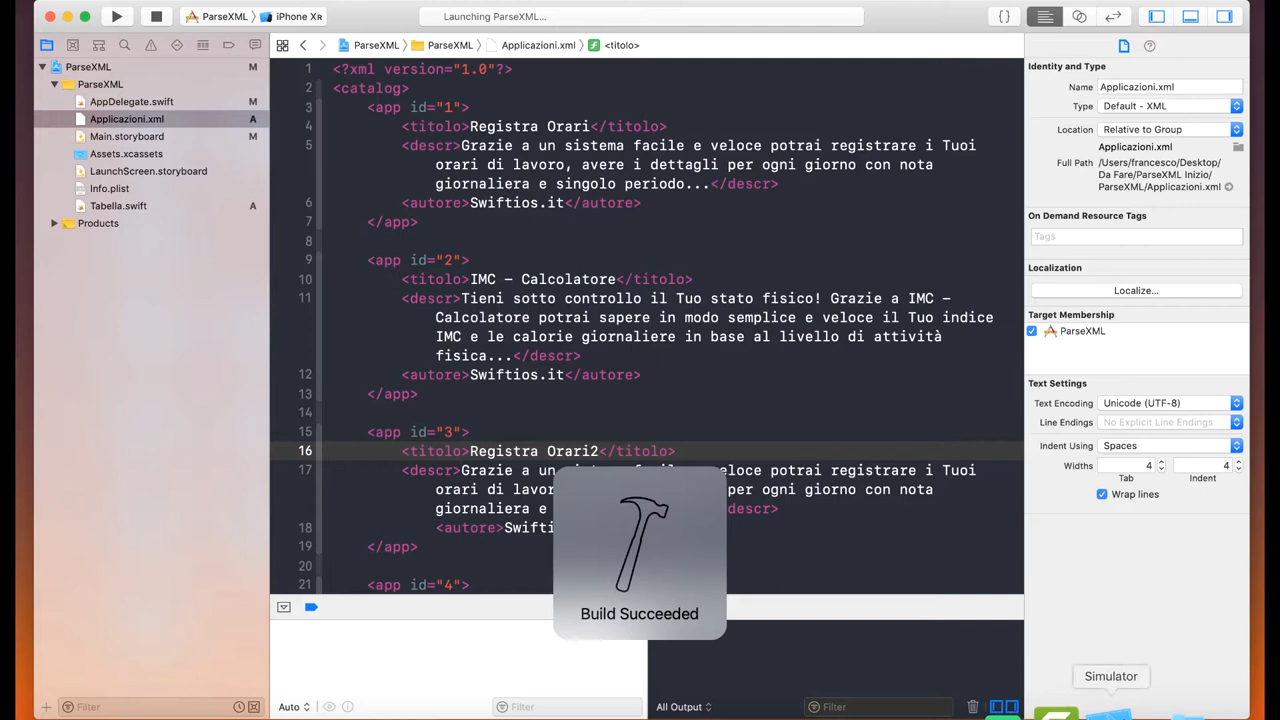 ParseXML
iPhone Xʀ
Launching ParseXML...
ParseXML
ParseXML
Applicazioni.xml
<titolo>
ParseXML M
ParseXML
AppDelegate.swift M
Applicazioni.xml A
Main.storyboard M
Assets.xcassets
LaunchScreen.storyboard
Info.plist
Tabella.swift A
Products
Filter
1 <?xml version="1.0"?>
2 <catalog>
3 <app id="1">
4 <titolo>Registra Orari</titolo>
5 <descr>Grazie a un sistema facile e veloce potrai registrare i Tuoi
orari di lavoro, avere i dettagli per ogni giorno con nota
giornaliera e singolo periodo...</descr>
6 <autore>Swiftios.it</autore>
7 </app>
8
9 <app id="2">
10 <titolo>IMC – Calcolatore</titolo>
11 <descr>Tieni sotto controllo il Tuo stato fisico! Grazie a IMC –
Calcolatore potrai sapere in modo semplice e veloce il Tuo indice
IMC e le calorie giornaliere in base al livello di attività
fisica...</descr>
12 <autore>Swiftios.it</autore>
13 </app>
14
15 <app id="3">
16 <titolo>Registra Orari2</titolo>
17 <descr>Grazie a un veloce potrai registrare i Tuoi
orari di per ogni giorno con nota
giornaliera e descr>
18 <autore>
19 </app>
20
21 <app id="4">
Build Succeeded
Auto
Filter
All Output
Filter
Identity and Type
Name Applicazioni.xml
Type Default - XML
Location Relative to Group
Applicazioni.xml
Full Path /Users/francesco/Desktop/
Da Fare/ParseXML Inizio/
ParseXML/Applicazioni.xml
On Demand Resource Tags
Tags
Localization
Localize...
Target Membership
ParseXML
Text Settings
Text Encoding Unicode (UTF-8)
Line Endings No Explicit Line Endings
Indent Using Spaces
Widths 4 4
Tab Indent
Wrap lines
Simulator